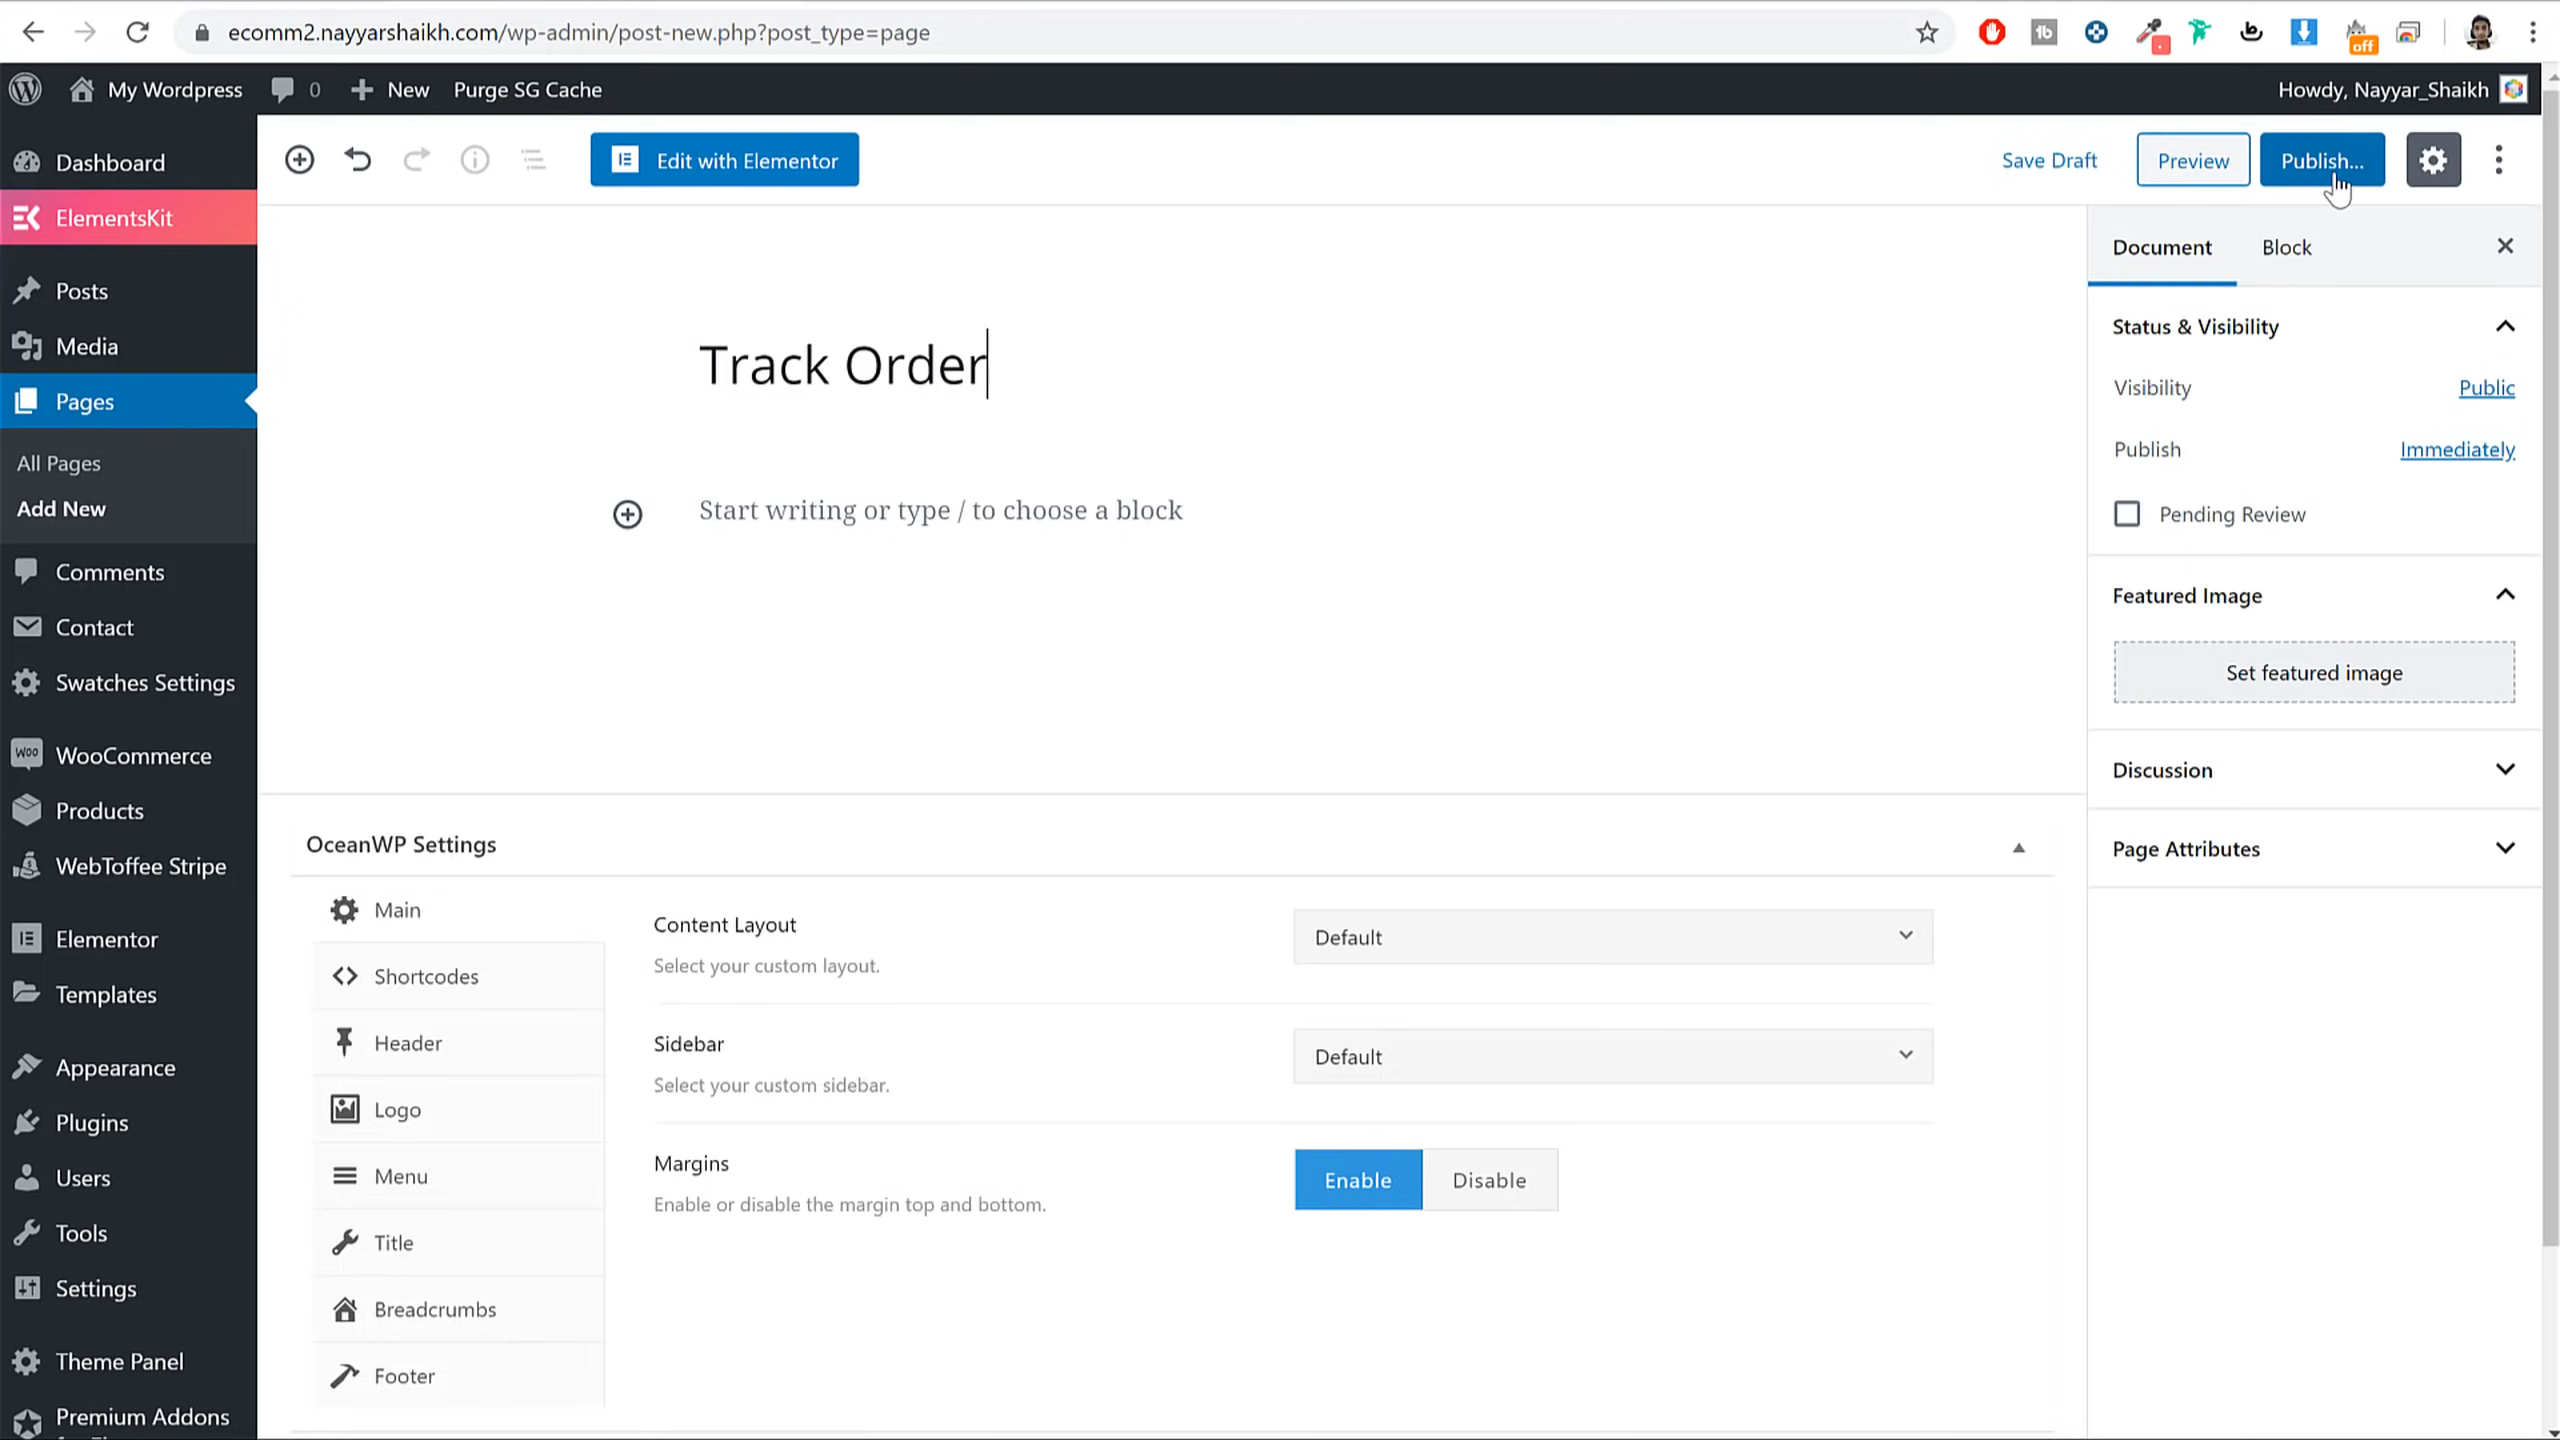 ecomm2.nayyarshaikh.com/wp-admin/post-new.php?post_type=page
off
My Wordpress
0
New
Purge SG Cache
Howdy, Nayyar_Shaikh
Dashboard
ElementsKit
Posts
Media
Pages
All Pages
Add New
Comments
Contact
Swatches Settings
WooCommerce
Products
WebToffee Stripe
Elementor
Templates
Appearance
Plugins
Users
Tools
Settings
Theme Panel
Premium Addons
Edit with Elementor
Save Draft
Preview
Publish...
Track Order
Start writing or type / to choose a block
Document
Block
Status & Visibility
Visibility
Public
Publish
Immediately
Pending Review
Featured Image
Set featured image
Discussion
Page Attributes
OceanWP Settings
Main
Shortcodes
Header
Logo
Menu
Title
Breadcrumbs
Footer
Content Layout
Select your custom layout.
Default
Sidebar
Select your custom sidebar.
Default
Margins
Enable or disable the margin top and bottom.
Enable
Disable